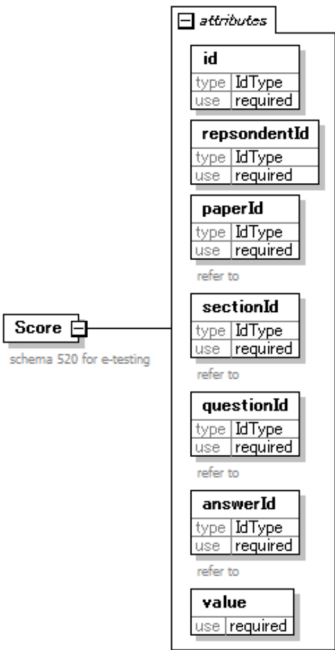 attributes
id
type IdType
use required
repsondentId
type IdType
use required
paperId
type IdType
use required
refer to
Score
schema 520 for e-testing
sectionId
type IdType
use required
refer to
questionId
type IdType
use required
refer to
answerId
type IdType
use required
refer to
value
use required